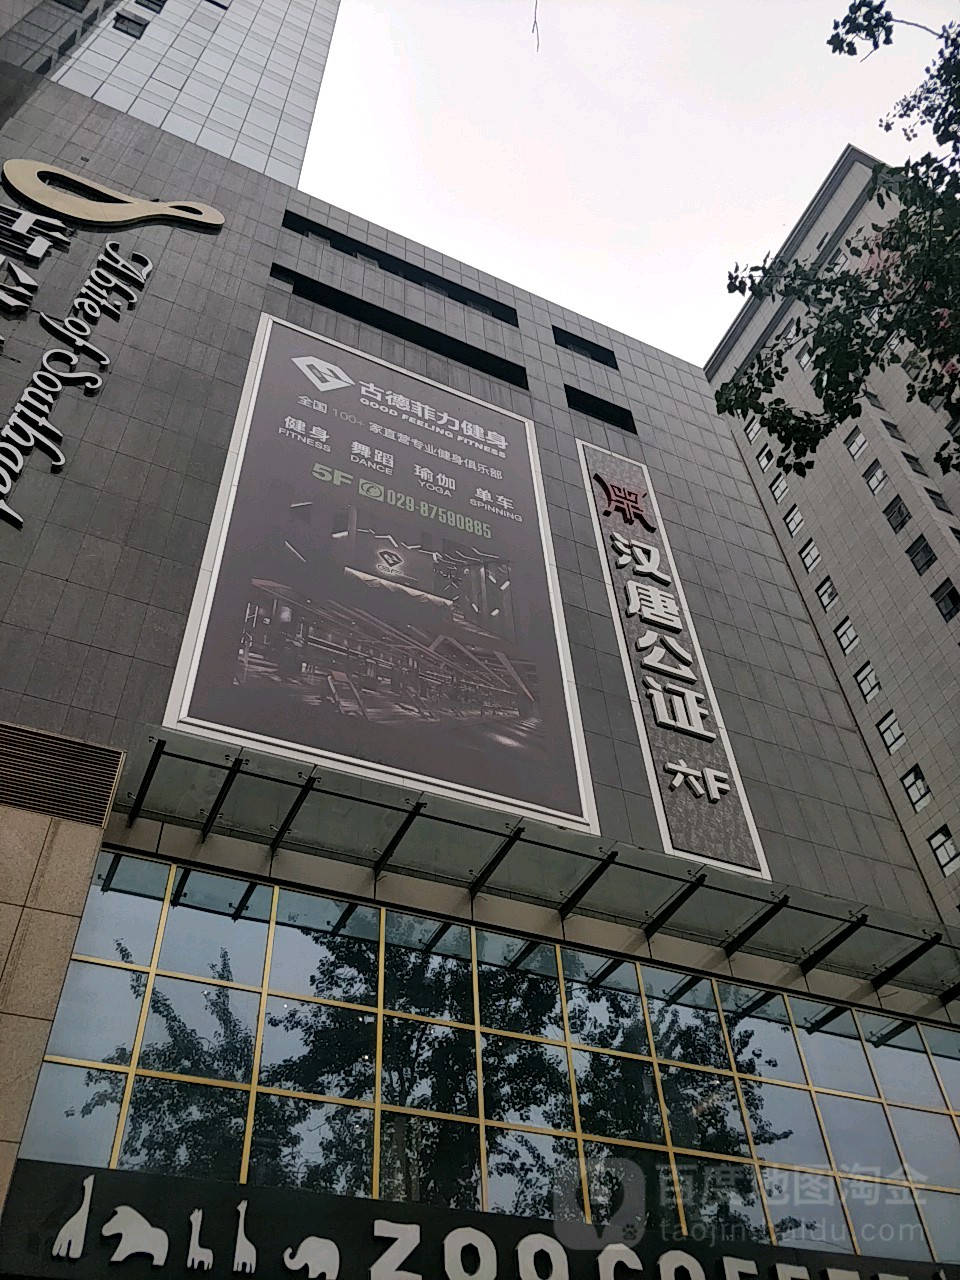 古德菲力健身
GOOD FEELING FITNESS
全国 100+ 家直营专业健身俱乐部
健身 舞蹈 瑜伽 单车
FITNESS DANCE YOGA SPINNING
5F 029-87590885
汉唐公证
六F
ZOO COFFEE
百度地图淘金
taojin.baidu.com